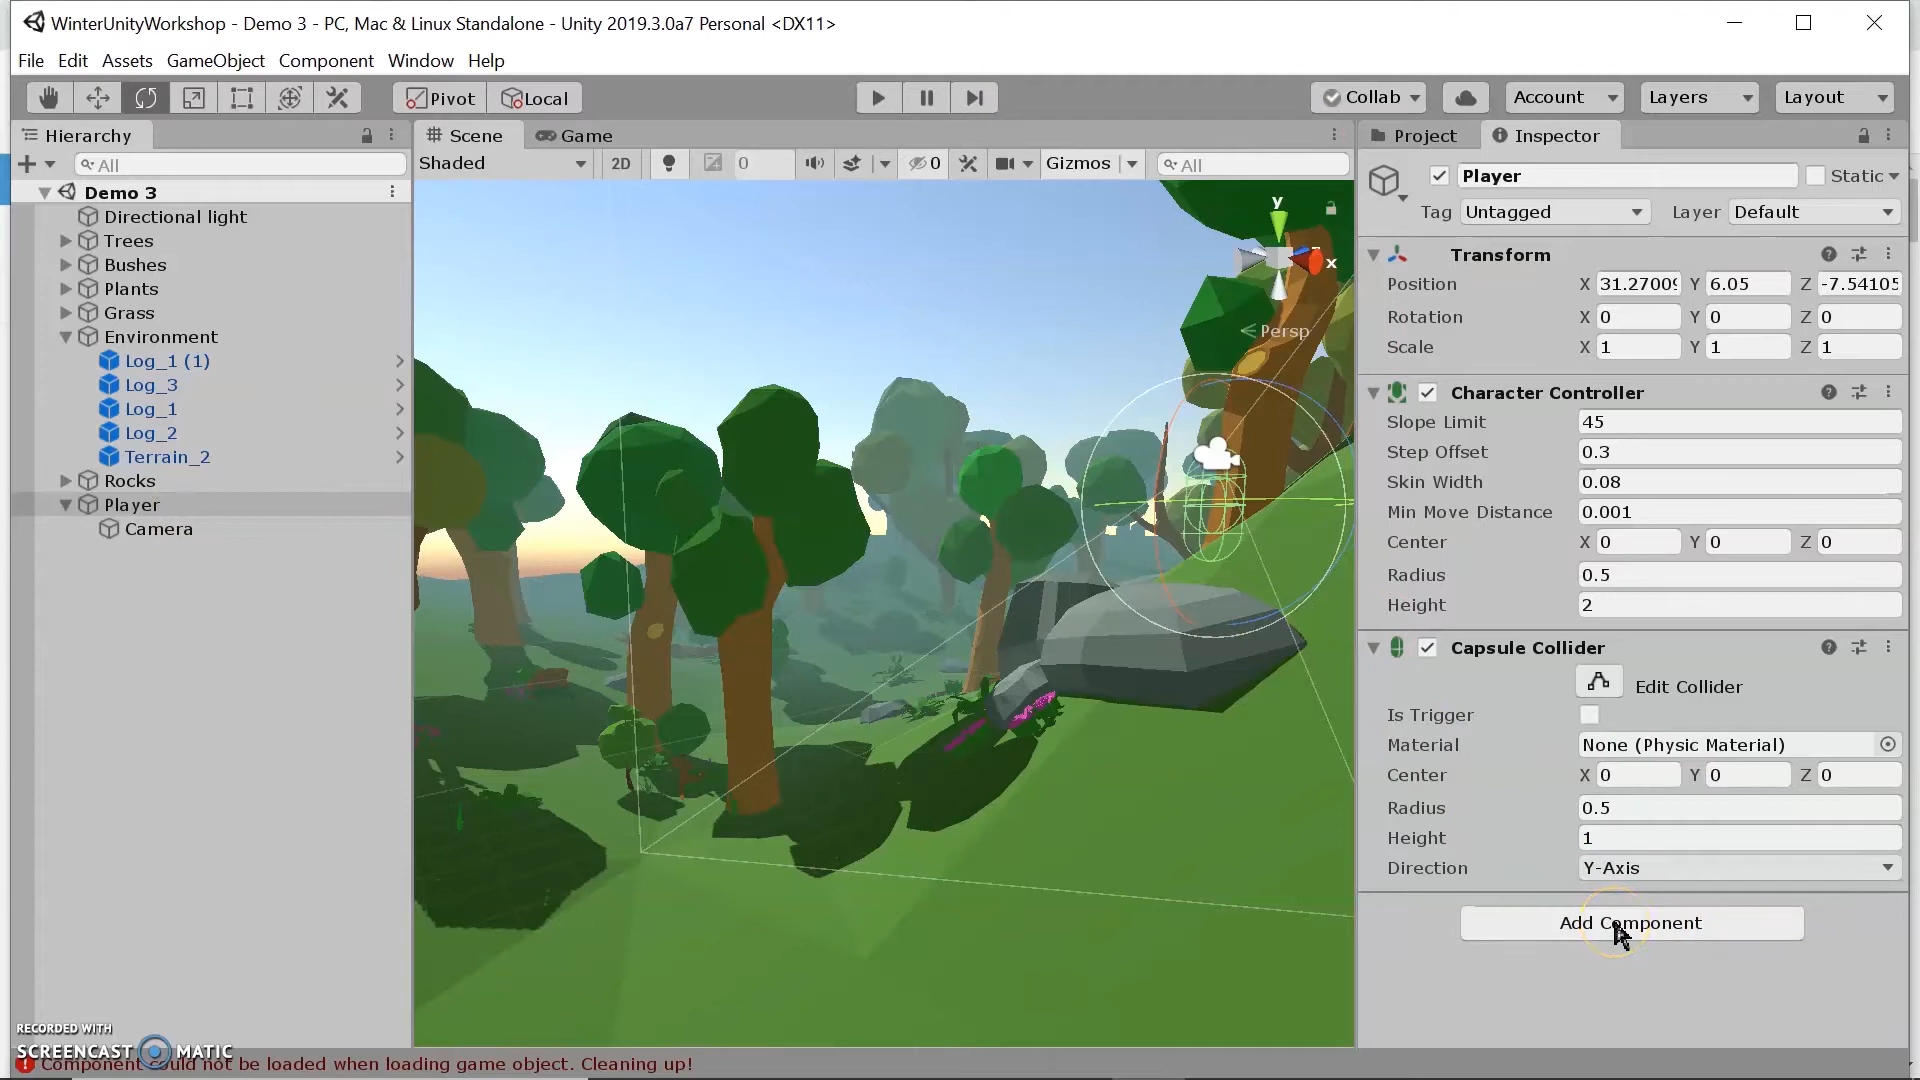 WinterUnityWorkshop - Demo 3 - PC, Mac & Linux Standalone - Unity 2019.3.0a7 Personal <DX11>
File Edit Assets GameObject Component Window Help
Pivot Local Collab Account Layers Layout
Hierarchy
All
Demo 3
Directional light
Trees
Bushes
Plants
Grass
Environment
Log_1 (1)
Log_3
Log_1
Log_2
Terrain_2
Rocks
Player
Camera
Scene Game
Shaded 2D 0 0 Gizmos All
y
x
Persp
Project Inspector
Player Static
Tag Untagged Layer Default
Transform
Position X 31.27009 Y 6.05 Z -7.54105
Rotation X 0 Y 0 Z 0
Scale X 1 Y 1 Z 1
Character Controller
Slope Limit 45
Step Offset 0.3
Skin Width 0.08
Min Move Distance 0.001
Center X 0 Y 0 Z 0
Radius 0.5
Height 2
Capsule Collider
Edit Collider
Is Trigger
Material None (Physic Material)
Center X 0 Y 0 Z 0
Radius 0.5
Height 1
Direction Y-Axis
Add Component
RECORDED WITH
SCREENCAST MATIC
Component could not be loaded when loading game object. Cleaning up!